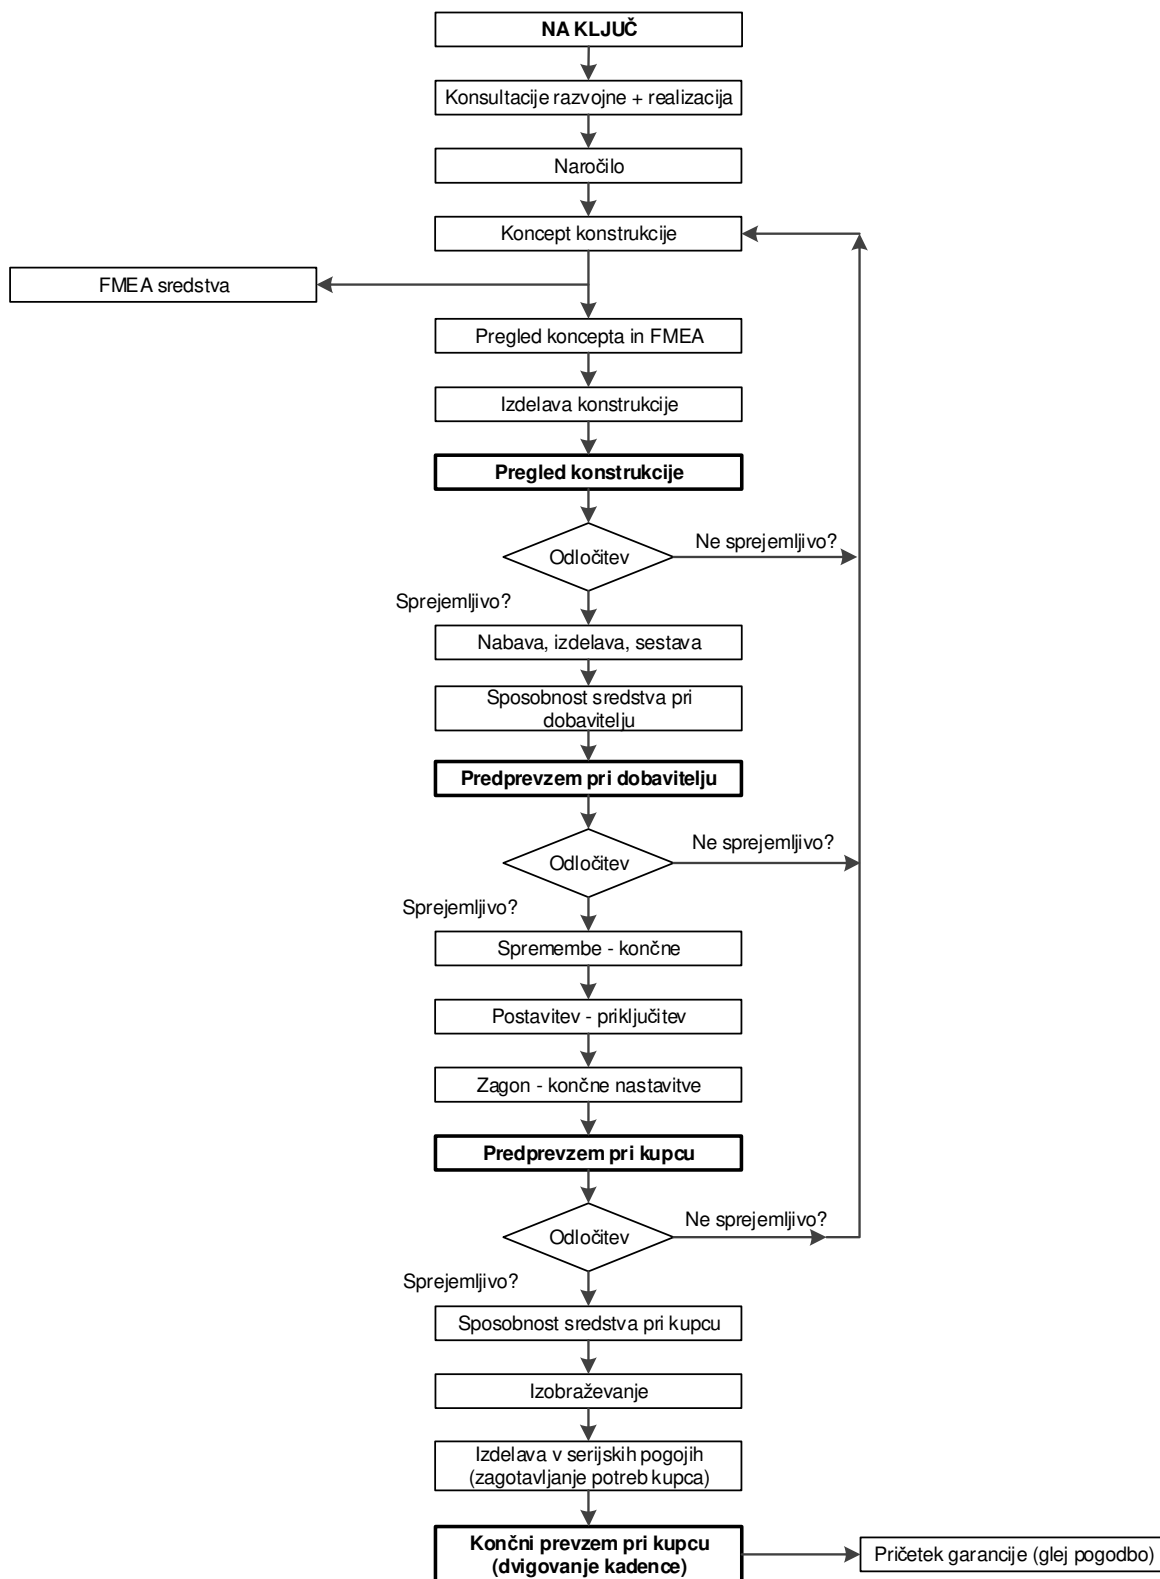 NA KLJUČ
Konsultacije razvojne + realizacija
Naročilo
Koncept konstrukcije
FMEA sredstva
Pregled koncepta in FMEA
Izdelava konstrukcije
Pregled konstrukcije
Odločitev
Ne sprejemljivo?
Sprejemljivo?
Nabava, izdelava, sestava
Sposobnost sredstva pri
dobavitelju
Predprevzem pri dobavitelju
Odločitev
Ne sprejemljivo?
Sprejemljivo?
Spremembe - končne
Postavitev - priključitev
Zagon - končne nastavitve
Predprevzem pri kupcu
Odločitev
Ne sprejemljivo?
Sprejemljivo?
Sposobnost sredstva pri kupcu
Izobraževanje
Izdelava v serijskih pogojih
(zagotavljanje potreb kupca)
Končni prevzem pri kupcu
(dvigovanje kadence)
Pričetek garancije (glej pogodbo)